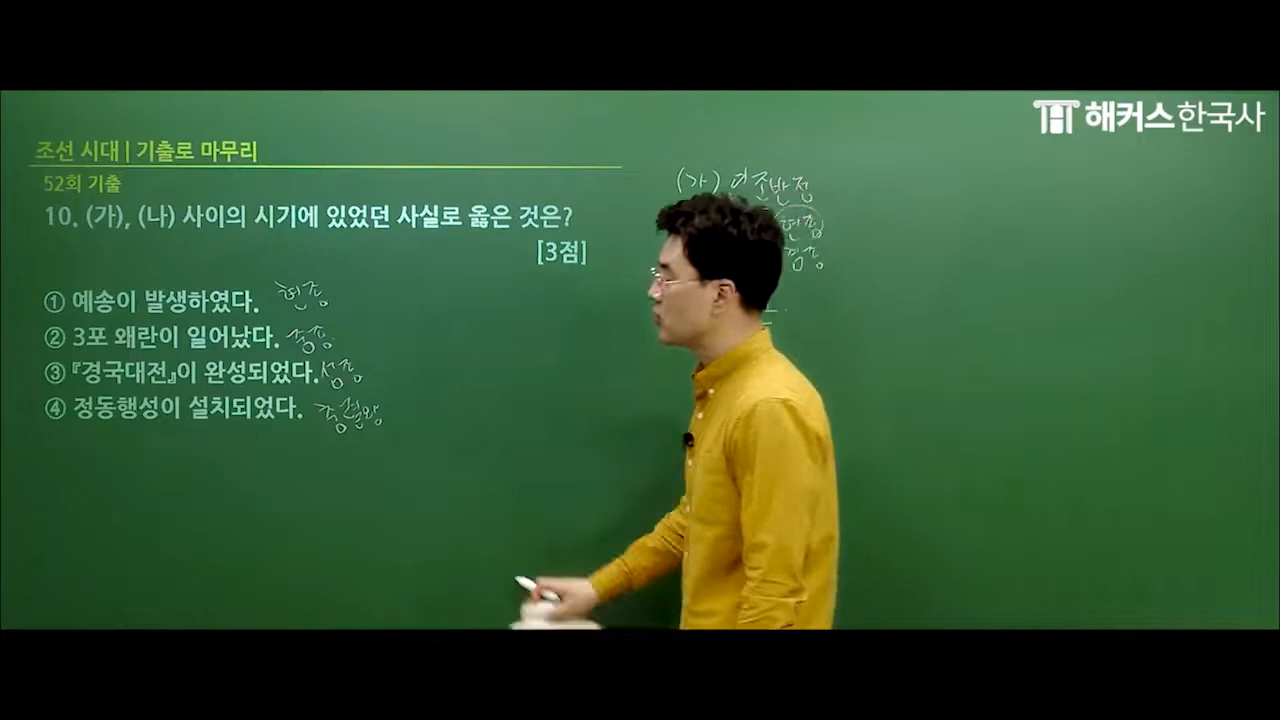 해커스한국사
조선 시대 | 기출로 마무리
52회 기출
10. (가), (나) 사이의 시기에 있었던 사실로 옳은 것은?
[3점]
① 예송이 발생하였다. 현종
② 3포 왜란이 일어났다. 중종
③ 『경국대전』이 완성되었다. 성종
④ 정동행성이 설치되었다. 충렬왕
(가) 인조반정
현종